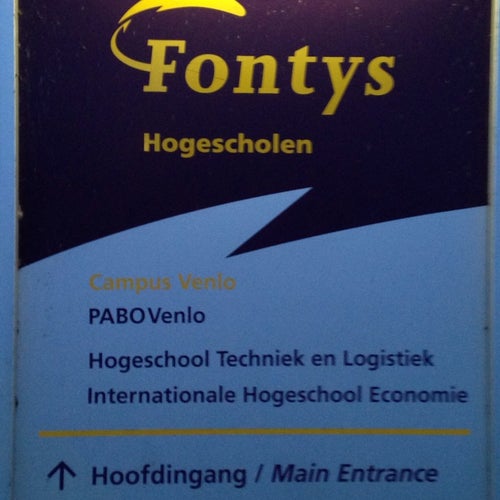 Fontys
Hogescholen
Campus Venlo
PABOVenlo
Hogeschool Techniek en Logistiek
Internationale Hogeschool Economie
Hoofdingang / Main Entrance